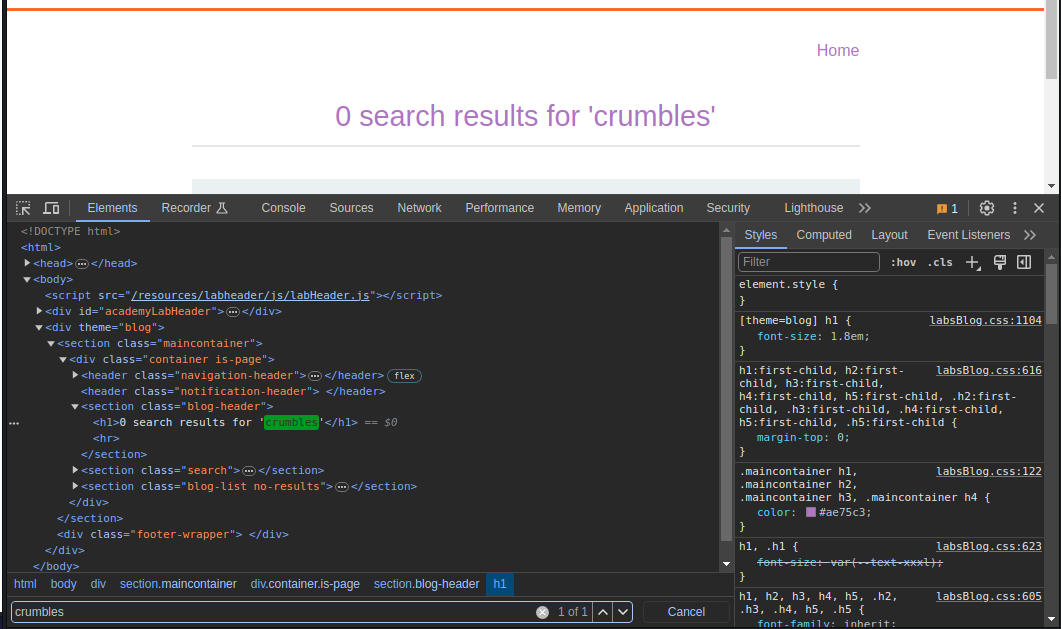 Home
0 search results for 'crumbles'
Elements Recorder Console Sources Network Performance Memory Application Security Lighthouse 1
<!DOCTYPE html>
<html>
<head>…</head>
<body>
<script src="/resources/labheader/js/labHeader.js"></script>
<div id="academyLabHeader">…</div>
<div theme="blog">
<section class="maincontainer">
<div class="container is-page">
<header class="navigation-header">…</header> flex
<header class="notification-header"> </header>
<section class="blog-header">
… <h1>0 search results for 'crumbles'</h1> == $0
<hr>
</section>
<section class="search">…</section>
<section class="blog-list no-results">…</section>
</div>
</section>
<div class="footer-wrapper"> </div>
</div>
</body>
html body div section.maincontainer div.container.is-page section.blog-header h1
crumbles 1 of 1 Cancel
Styles Computed Layout Event Listeners
Filter :hov .cls
element.style {
}
[theme=blog] h1 { labsBlog.css:1104
font-size: 1.8em;
}
h1:first-child, h2:first- labsBlog.css:616
child, h3:first-child,
h4:first-child, h5:first-child, .h2:first-
child, .h3:first-child, .h4:first-child,
h5:first-child, .h5:first-child {
margin-top: 0;
}
.maincontainer h1, labsBlog.css:122
.maincontainer h2,
.maincontainer h3, .maincontainer h4 {
color: #ae75c3;
}
h1, .h1 { labsBlog.css:623
font-size: var(--text-xxxl);
}
h1, h2, h3, h4, h5, .h2, labsBlog.css:605
.h3, .h4, h5, .h5 {
font-family: inherit;